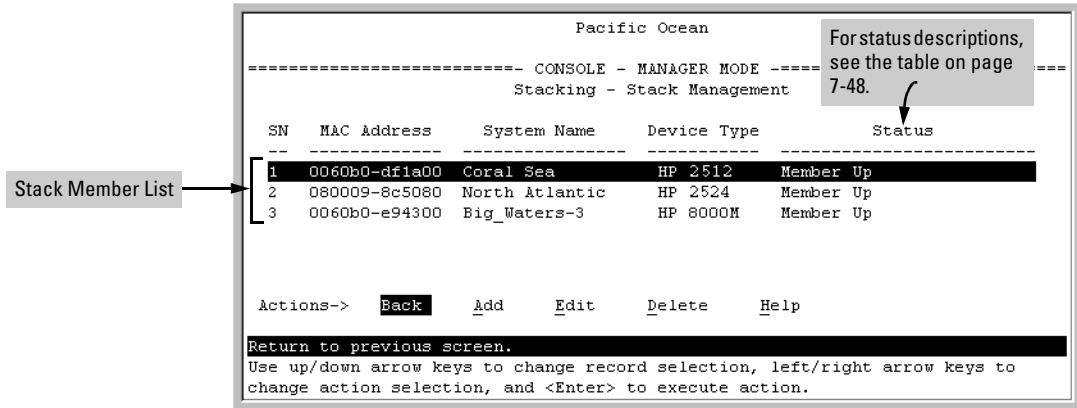 Pacific Ocean
For status descriptions,
see the table on page
7-48.
==========================- CONSOLE - MANAGER MODE -============================
Stacking - Stack Management
SN MAC Address System Name Device Type Status
-- ------------- ---------------- ----------- -------------------------
1 0060b0-df1a00 Coral Sea HP 2512 Member Up
Stack Member List
2 080009-8c5080 North Atlantic HP 2524 Member Up
3 0060b0-e94300 Big_Waters-3 HP 8000M Member Up
Actions-> Back Add Edit Delete Help
Return to previous screen.
Use up/down arrow keys to change record selection, left/right arrow keys to
change action selection, and <Enter> to execute action.